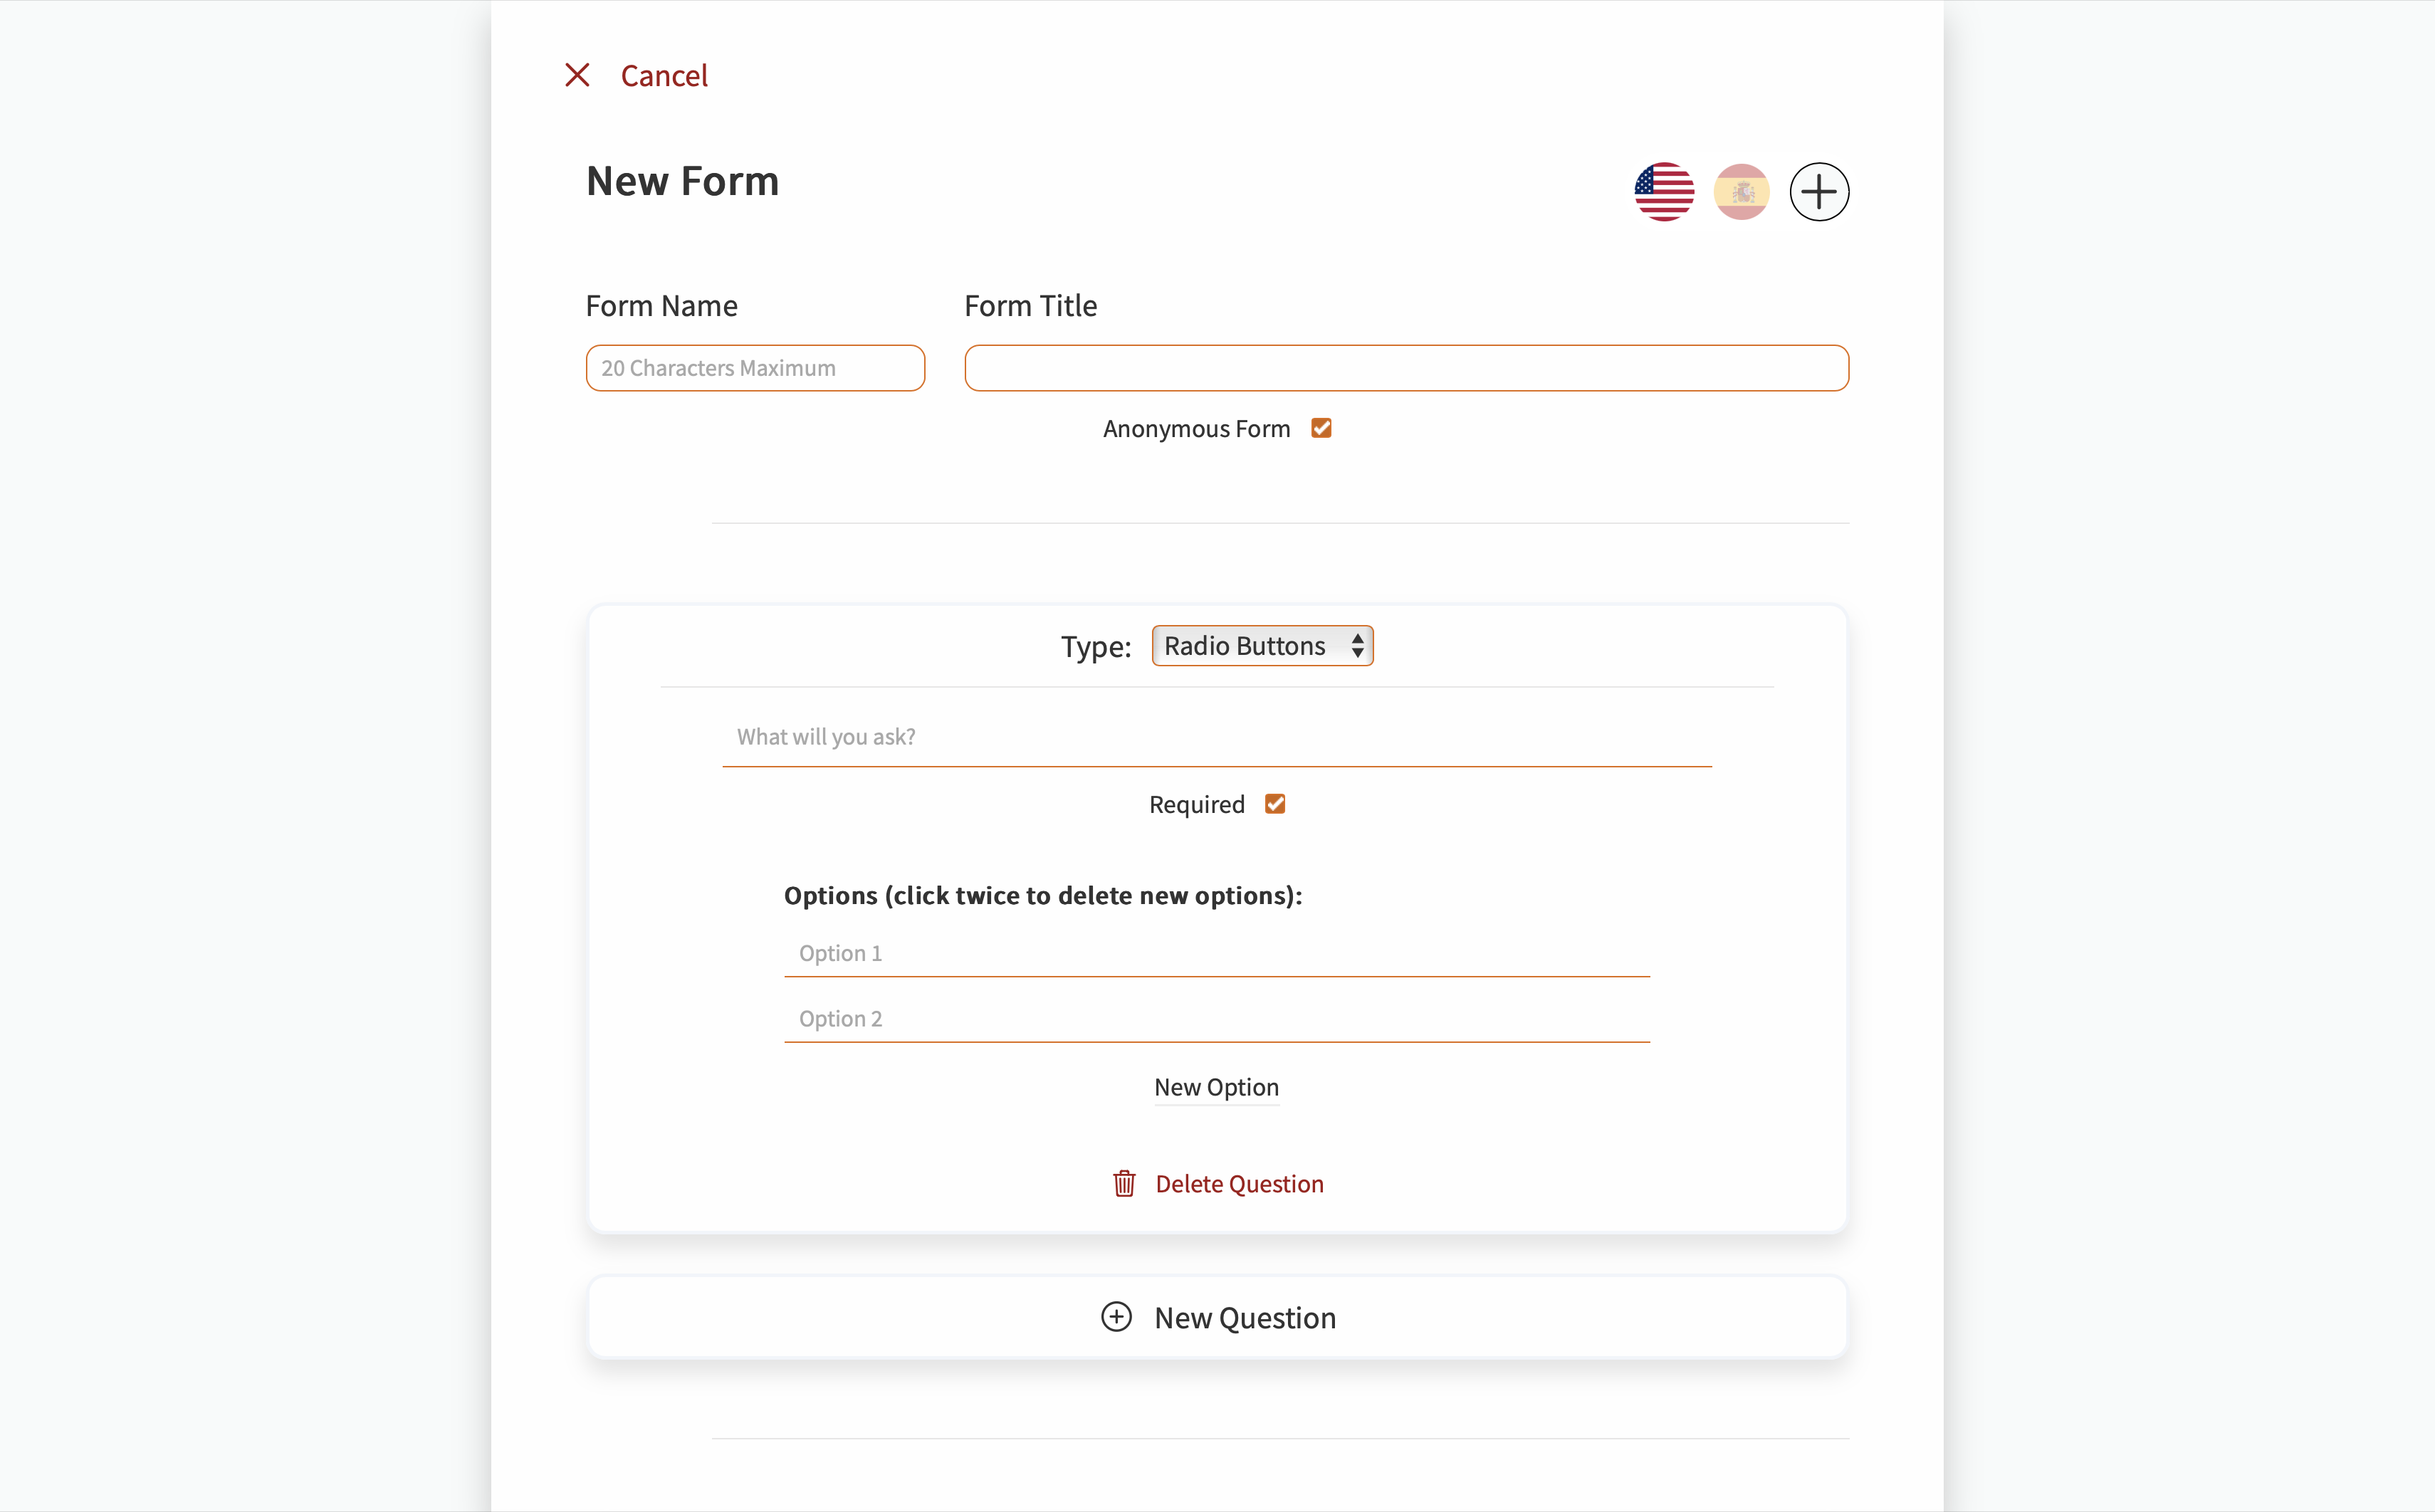 Cancel
New Form
Form Name
Form Title
20 Characters Maximum
Anonymous Form
Type: Radio Buttons
What will you ask?
Required
Options (click twice to delete new options):
Option 1
Option 2
New Option
Delete Question
New Question